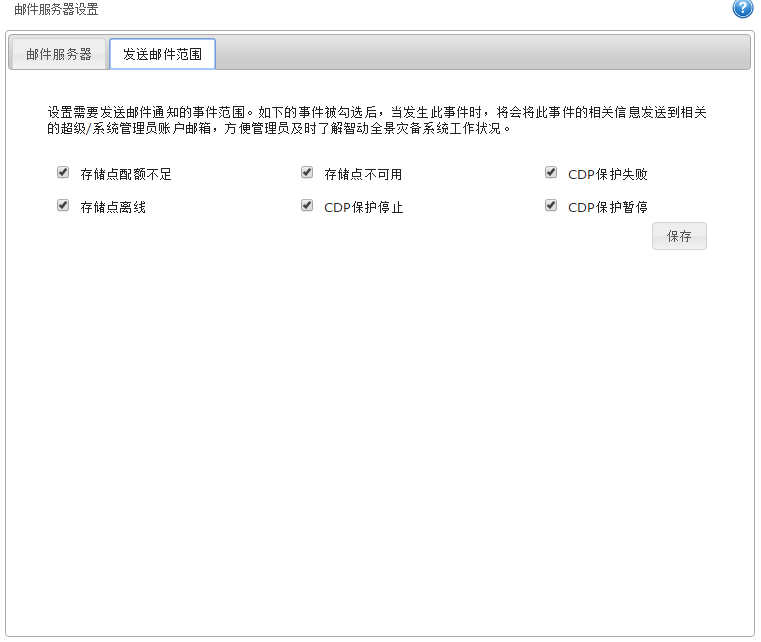 邮件服务器设置
?
邮件服务器 发送邮件范围
设置需要发送邮件通知的事件范围。如下的事件被勾选后，当发生此事件时，将会将此事件的相关信息发送到相关
的超级/系统管理员账户邮箱，方便管理员及时了解智动全景灾备系统工作状况。
存储点配额不足 存储点不可用 CDP保护失败
存储点离线 CDP保护停止 CDP保护暂停
保存